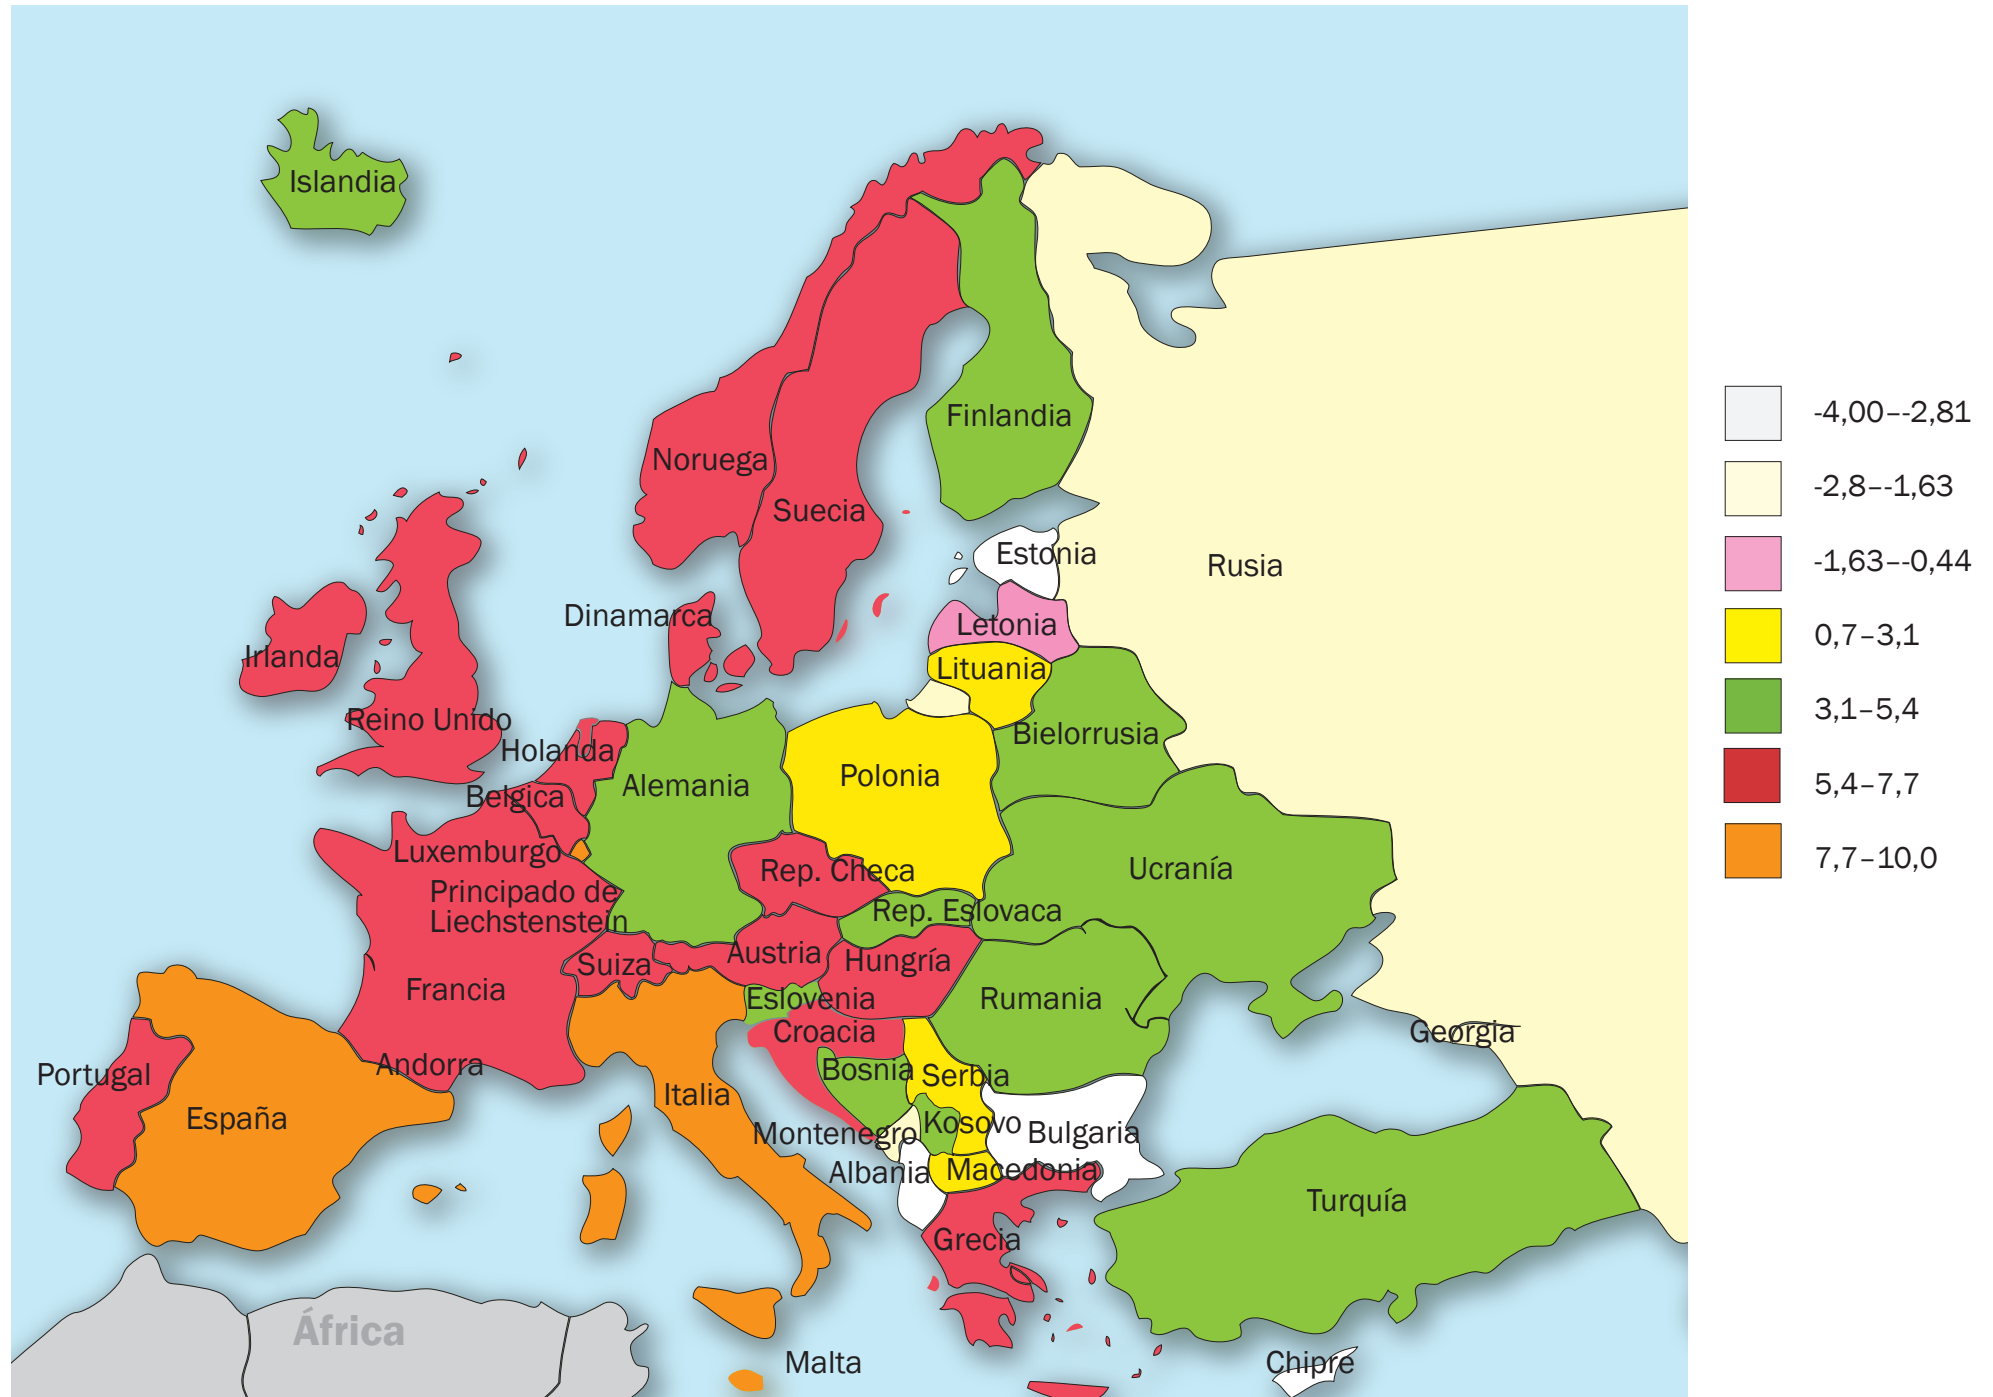 Islandia
Finlandia
Noruega
Suecia
Estonia
Rusia
Dinamarca
Letonia
Irlanda
Lituania
Reino Unido
Bielorrusia
Holanda
Polonia
Alemania
Belgica
Luxemburgo
Rep. Checa
Ucranía
Principado de
Liechstenstein
Rep. Eslovaca
Austria
Hungría
Suiza
Francia
Eslovenia
Rumania
Croacia
Georgia
Andorra
Bosnia
Serbia
Portugal
Italia
España
Kosovo
Montenegro
Bulgaria
Albania
Macedonia
Turquía
Grecia
África
Malta
Chipre
-4,00–-2,81
-2,8–-1,63
-1,63–-0,44
0,7–3,1
3,1–5,4
5,4–7,7
7,7–10,0